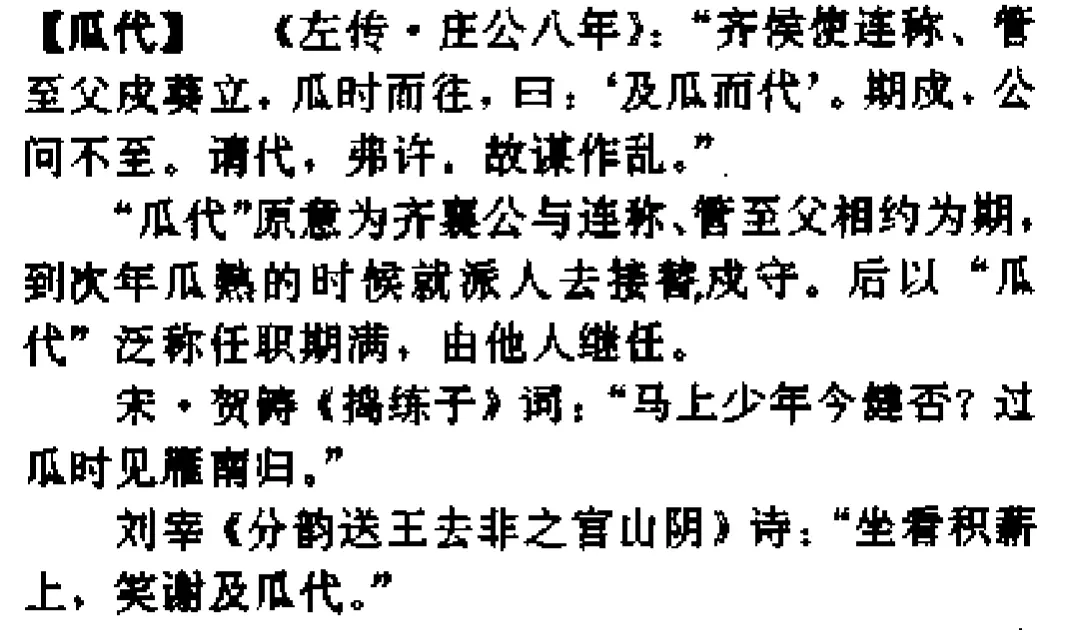 【瓜代】 《左传·庄公八年》：“齐侯使连称、管
至父戍葵丘，瓜时而往，曰：‘及瓜而代’。期戍，公
问不至。请代，弗许，故谋作乱。”
“瓜代”原意为齐襄公与连称、管至父相约为期，
到次年瓜熟的时候就派人去接替戍守。后以“瓜
代”泛称任职期满，由他人继任。
宋·贺铸《捣练子》词：“马上少年今健否？过
瓜时见雁南归。”
刘宰《分韵送王去非之官山阴》诗：“坐看积薪
上，笑谢及瓜代。”